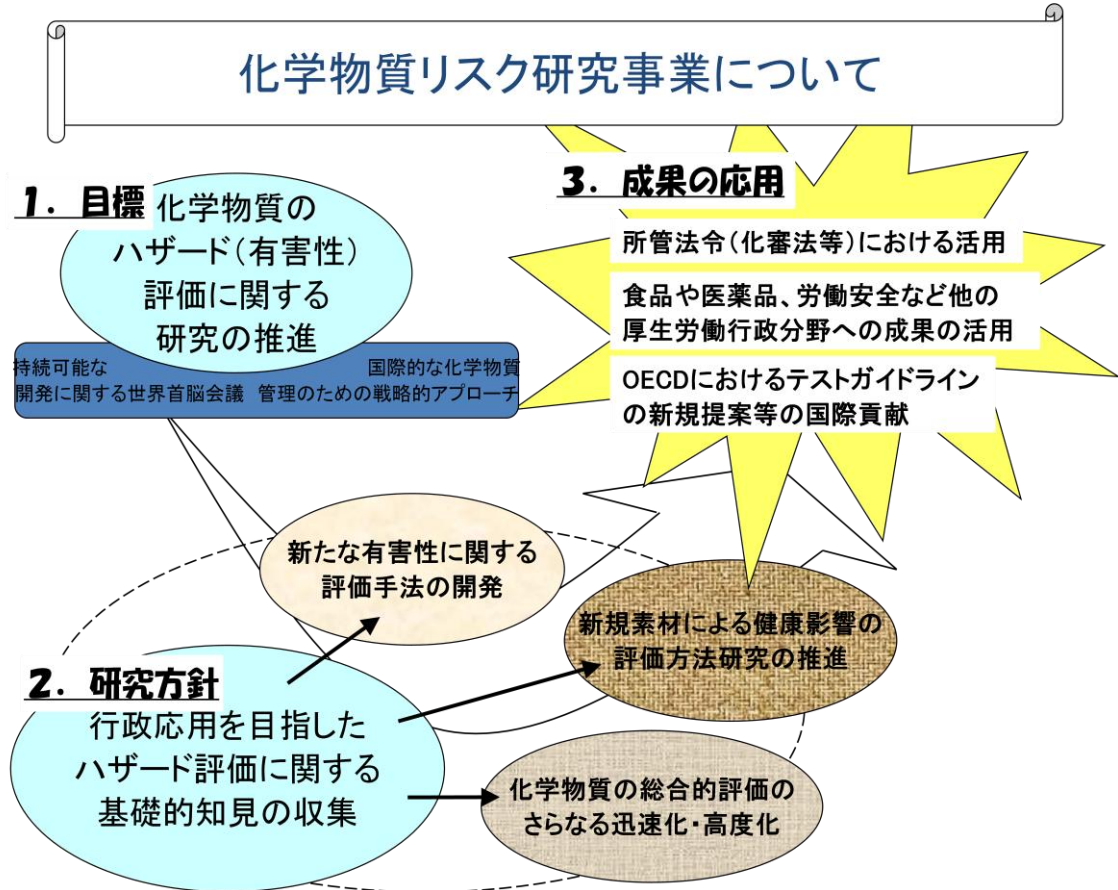 化学物質リスク研究事業について
1. 目標
化学物質の
ハザード(有害性)
評価に関する
研究の推進
持続可能な
開発に関する世界首脳会議
国際的な化学物質
管理のための戦略的アプローチ
3. 成果の応用
所管法令(化審法等)における活用
食品や医薬品、労働安全など他の
厚生労働行政分野への成果の活用
OECDにおけるテストガイドライン
の新規提案等の国際貢献
2. 研究方針
行政応用を目指した
ハザード評価に関する
基礎的知見の収集
新たな有害性に関する
評価手法の開発
新規素材による健康影響の
評価方法研究の推進
化学物質の総合的評価の
さらなる迅速化・高度化